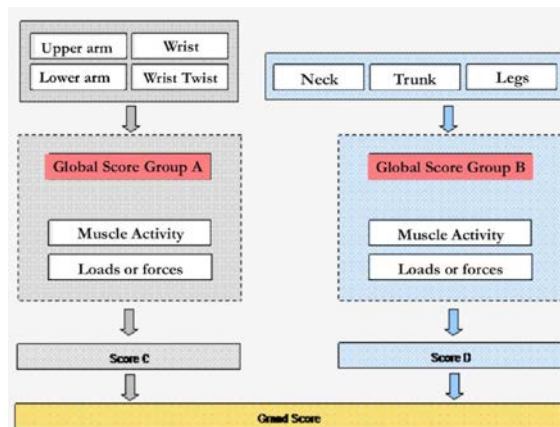 Upper arm
Wrist
Lower arm
Wrist Twist
Neck
Trunk
Legs
Global Score Group A
Global Score Group B
Muscle Activity
Muscle Activity
Loads or forces
Loads or forces
Score C
Score D
Grand Score